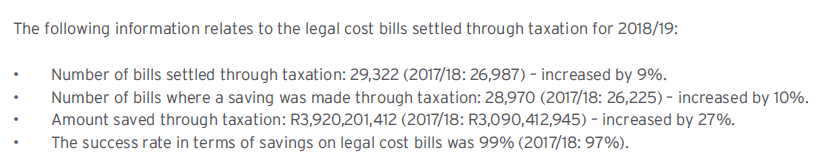 The following information relates to the legal cost bills settled through taxation for 2018/19:
• Number of bills settled through taxation: 29,322 (2017/18: 26,987) – increased by 9%.
• Number of bills where a saving was made through taxation: 28,970 (2017/18: 26,225) – increased by 10%.
• Amount saved through taxation: R3,920,201,412 (2017/18: R3,090,412,945) – increased by 27%.
• The success rate in terms of savings on legal cost bills was 99% (2017/18: 97%).